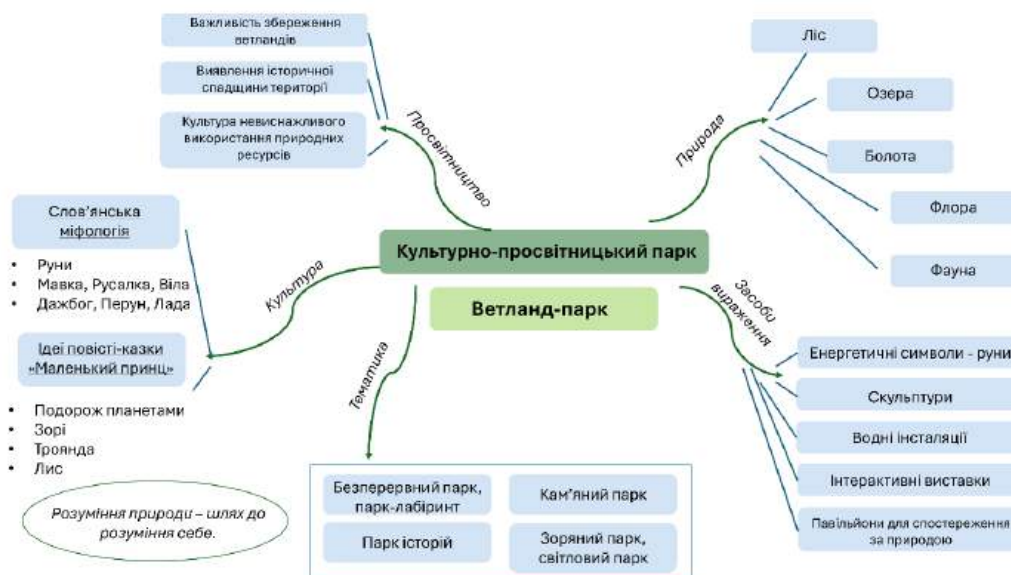 Важливість збереження
ветландів
Виявлення історичної
спадщини території
Культура невиснажливого
використання природних
ресурсів
Просвітництво
Ліс
Озера
Болота
Флора
Фауна
Природа
Слов’янська
міфологія
• Руни
• Мавка, Русалка, Віла
• Дажбог, Перун, Лада
Культура
Ідеї повісті-казки
«Маленький принц»
• Подорож планетами
• Зорі
• Троянда
• Лис
Розуміння природи – шлях до
розуміння себе.
Культурно-просвітницький парк
Ветланд-парк
Тематика
Безперервний парк,
парк-лабіринт
Кам’яний парк
Парк історій
Зоряний парк,
світловий парк
Засоби
вираження
Енергетичні символи - руни
Скульптури
Водні інсталяції
Інтерактивні виставки
Павільйони для спостереження
за природою